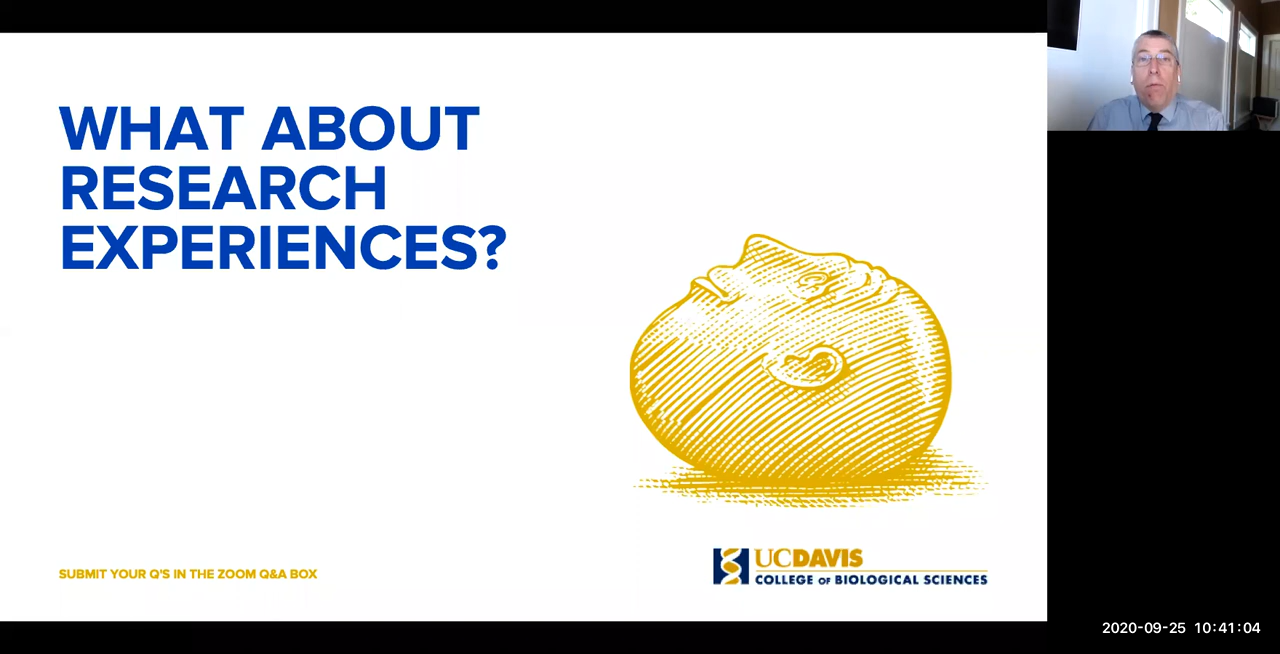 WHAT ABOUT
RESEARCH
EXPERIENCES?
SUBMIT YOUR Q'S IN THE ZOOM Q&A BOX
UCDAVIS
COLLEGE OF BIOLOGICAL SCIENCES
2020-09-25 10:41:04